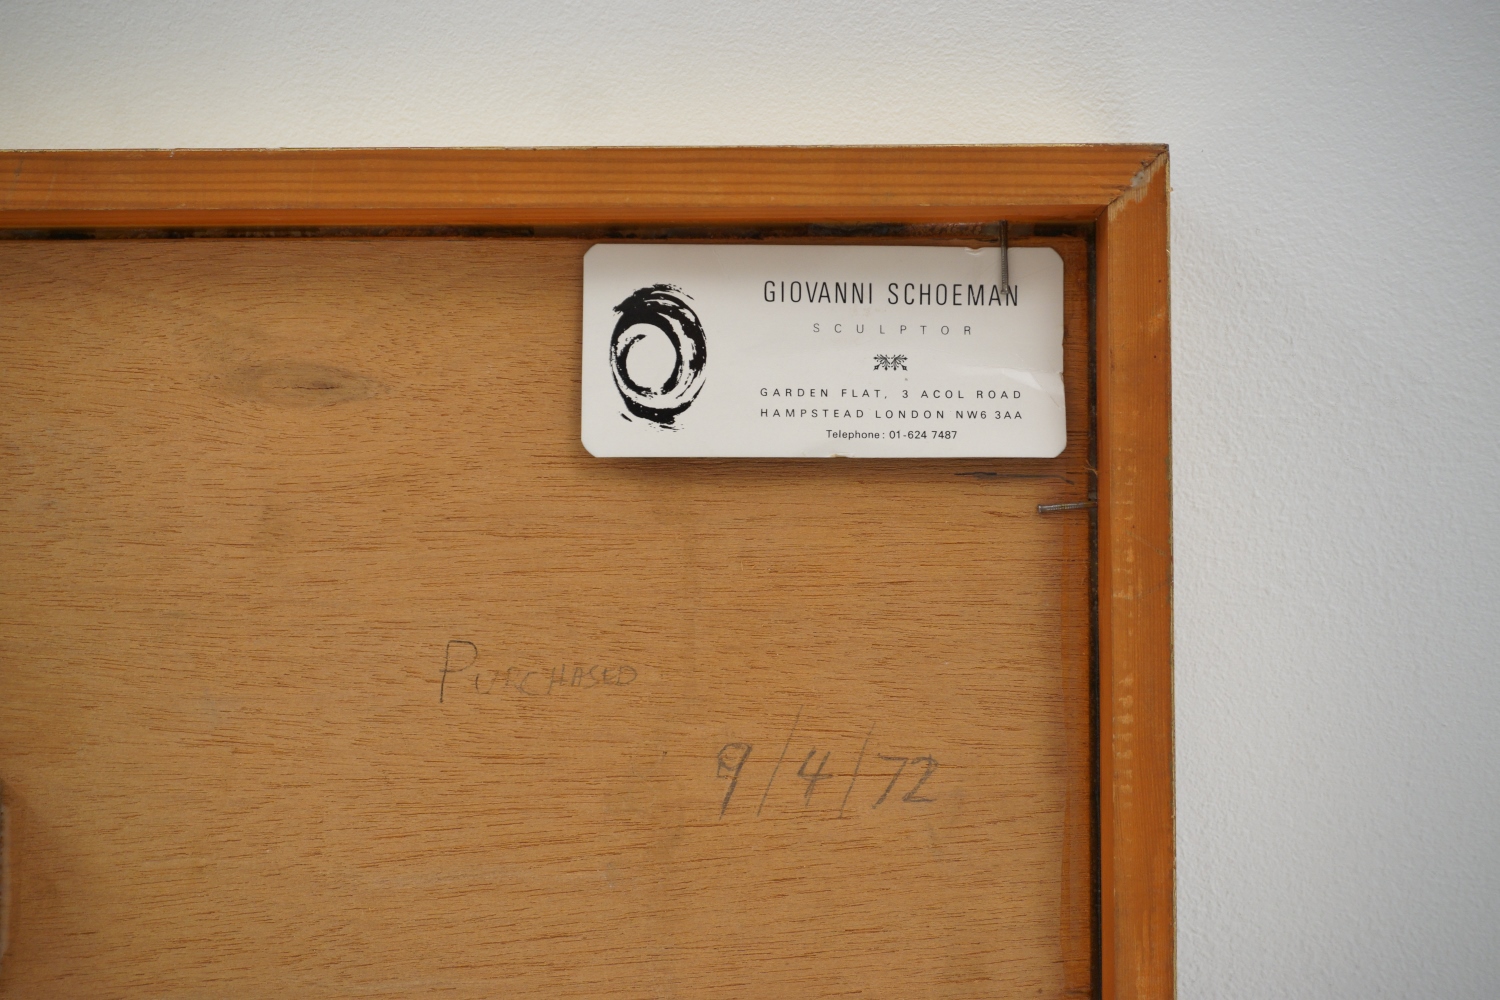 GIOVANNI SCHOEMAN
SCULPTOR
GARDEN FLAT, 3 ACOL ROAD
HAMPSTEAD LONDON NW6 3AA
Telephone: 01-624 7487
PURCHASED
9/4/72